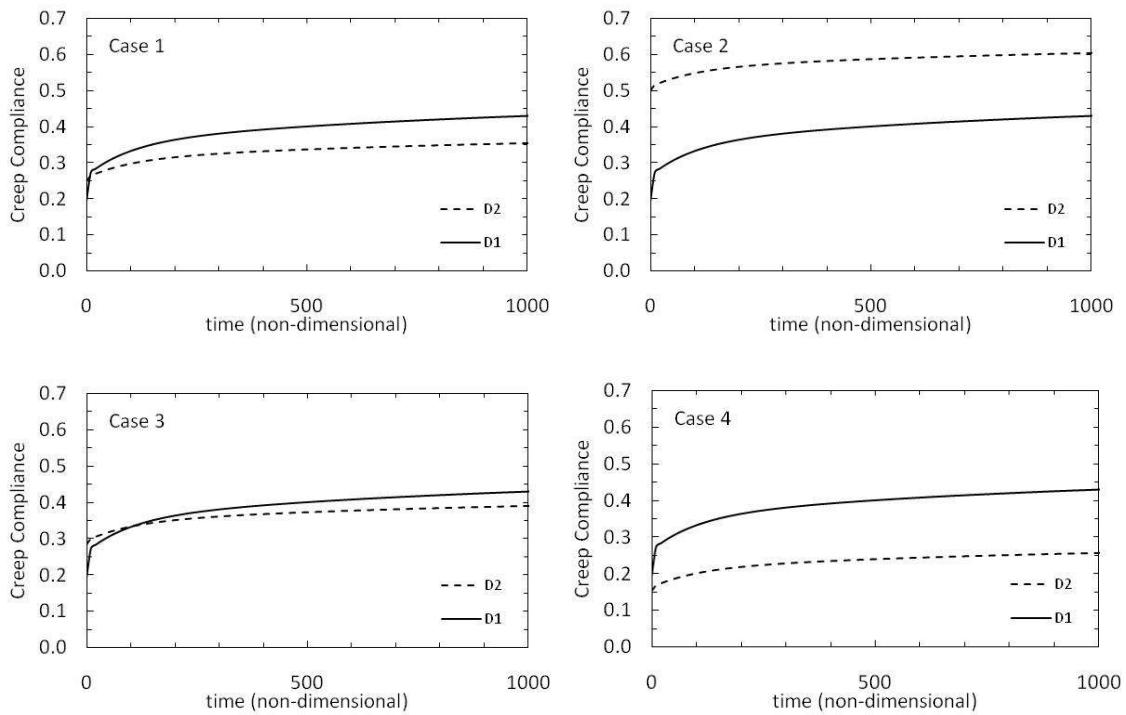 Case 1
Creep Compliance
0.7
0.6
0.5
0.4
0.3
0.2
0.1
0.0
D2
D1
0
500
1000
time (non-dimensional)
Case 2
Creep Compliance
0.7
0.6
0.5
0.4
0.3
0.2
0.1
0.0
D2
D1
0
500
1000
time (non-dimensional)
Case 3
Creep Compliance
0.7
0.6
0.5
0.4
0.3
0.2
0.1
0.0
D2
D1
0
500
1000
time (non-dimensional)
Case 4
Creep Compliance
0.7
0.6
0.5
0.4
0.3
0.2
0.1
0.0
D2
D1
0
500
1000
time (non-dimensional)